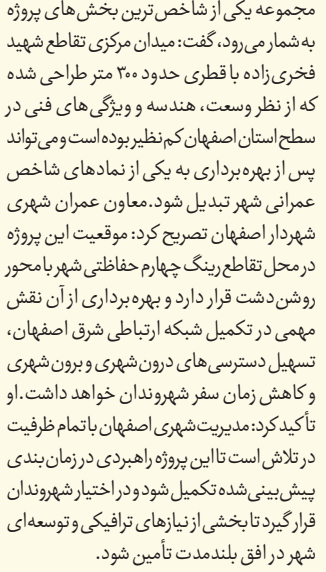 مجموعه یکی از شاخص‌ترین بخش‌های پروژه
به‌شمار می‌رود، گفت: میدان مرکزی تقاطع شهید
فخری‌زاده با قطری حدود ۳۰۰ متر طراحی شده
که از نظر وسعت، هندسه و ویژگی‌های فنی در
سطح استان اصفهان کم‌نظیر بوده است و می‌تواند
پس از بهره‌برداری به یکی از نمادهای شاخص
عمرانی شهر تبدیل شود. معاون عمران شهری
شهردار اصفهان تصریح کرد: موقعیت این پروژه
در محل تقاطع رینگ چهارم حفاظتی شهر با محور
روشن‌دشت قرار دارد و بهره‌برداری از آن نقش
مهمی در تکمیل شبکه ارتباطی شرق اصفهان،
تسهیل دسترسی‌های درون‌شهری و برون‌شهری
و کاهش زمان سفر شهروندان خواهد داشت. او
تأکید کرد: مدیریت شهری اصفهان با تمام ظرفیت
در تلاش است تا این پروژه راهبردی در زمان‌بندی
پیش‌بینی‌شده تکمیل شود و در اختیار شهروندان
قرار گیرد تا بخشی از نیازهای ترافیکی و توسعه‌ای
شهر در افق بلندمدت تأمین شود.